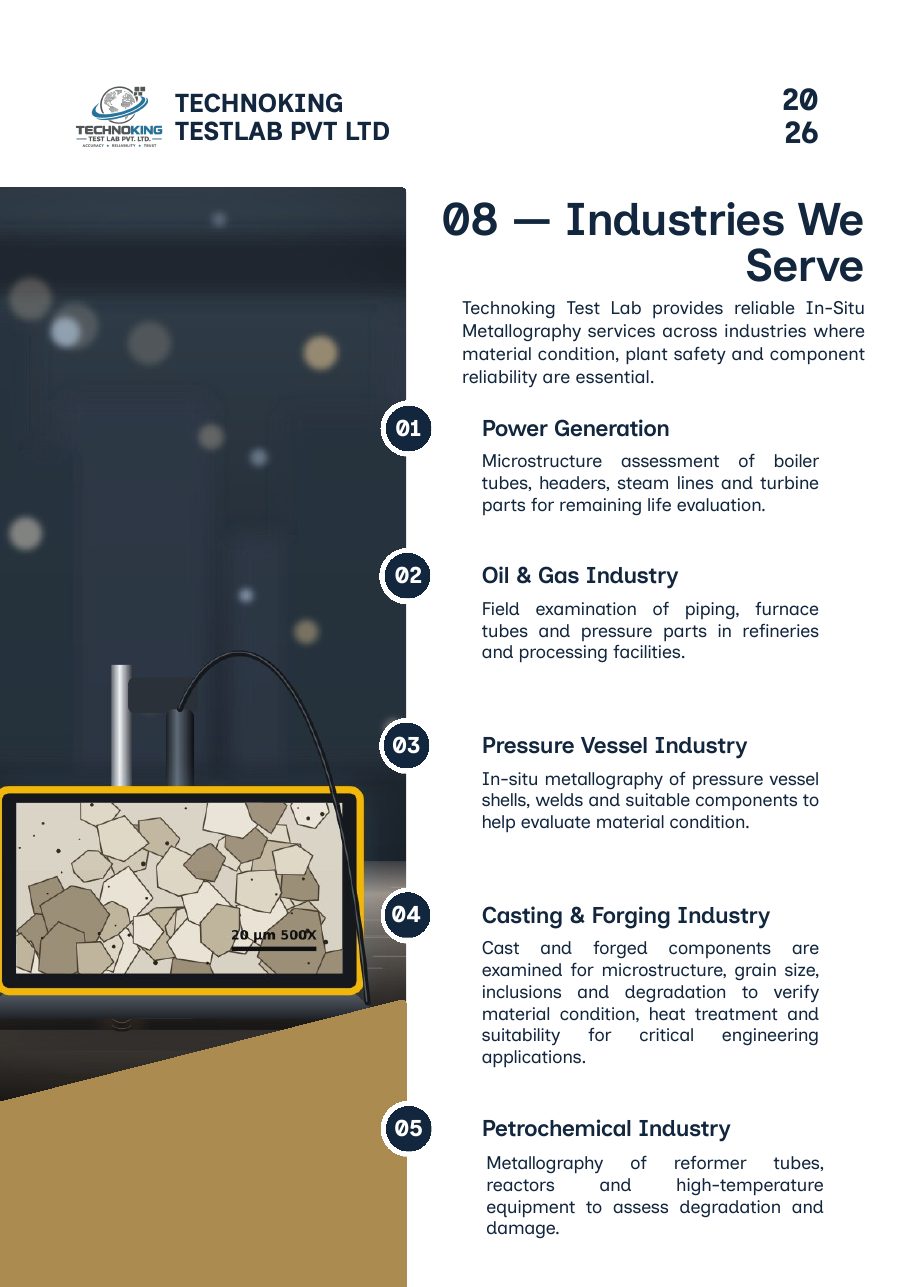 TECHNOKING
TEST LAB PVT. LTD.
ACCURACY • RELIABILITY • TRUST
TECHNOKING
TESTLAB PVT LTD
20
26
08 — Industries We
Serve
Technoking Test Lab provides reliable In-Situ
Metallography services across industries where
material condition, plant safety and component
reliability are essential.
01
Power Generation
Microstructure assessment of boiler
tubes, headers, steam lines and turbine
parts for remaining life evaluation.
02
Oil & Gas Industry
Field examination of piping, furnace
tubes and pressure parts in refineries
and processing facilities.
03
Pressure Vessel Industry
In-situ metallography of pressure vessel
shells, welds and suitable components to
help evaluate material condition.
20 µm 500X
04
Casting & Forging Industry
Cast and forged components are
examined for microstructure, grain size,
inclusions and degradation to verify
material condition, heat treatment and
suitability for critical engineering
applications.
05
Petrochemical Industry
Metallography of reformer tubes,
reactors and high-temperature
equipment to assess degradation and
damage.